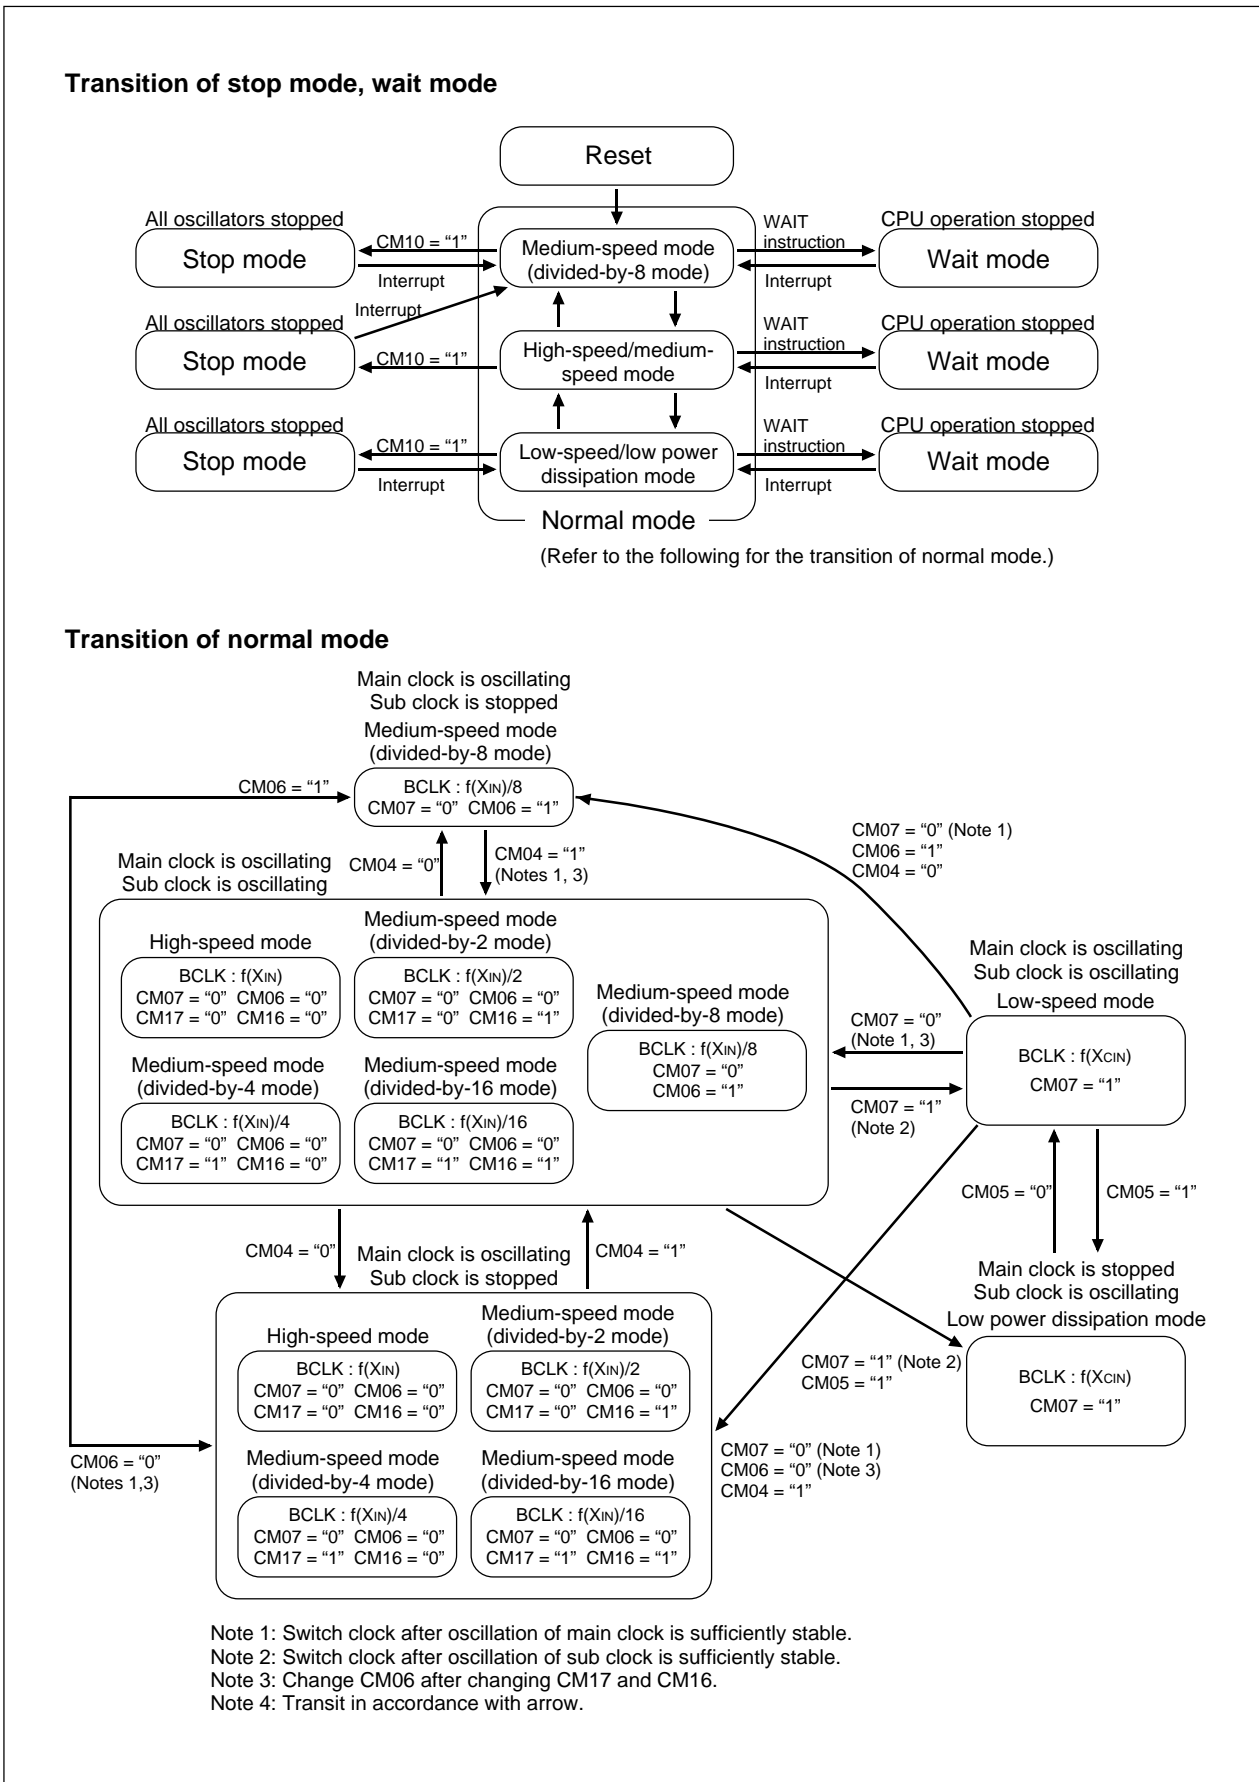 Transition of stop mode, wait mode
Reset
All oscillators stopped
Stop mode
CM10 = “1”
Interrupt
Medium-speed mode
(divided-by-8 mode)
WAIT
instruction
Interrupt
CPU operation stopped
Wait mode
Interrupt
All oscillators stopped
Stop mode
CM10 = “1”
High-speed/medium-
speed mode
WAIT
instruction
Interrupt
CPU operation stopped
Wait mode
All oscillators stopped
Stop mode
CM10 = “1”
Interrupt
Low-speed/low power
dissipation mode
WAIT
instruction
Interrupt
CPU operation stopped
Wait mode
Normal mode
(Refer to the following for the transition of normal mode.)
Transition of normal mode
Main clock is oscillating
Sub clock is stopped
Medium-speed mode
(divided-by-8 mode)
BCLK : f(XIN)/8
CM07 = “0” CM06 = “1”
CM06 = “1”
CM04 = “0”
CM04 = “1”
(Notes 1, 3)
CM07 = “0” (Note 1)
CM06 = “1”
CM04 = “0”
Main clock is oscillating
Sub clock is oscillating
High-speed mode
BCLK : f(XIN)
CM07 = “0” CM06 = “0”
CM17 = “0” CM16 = “0”
Medium-speed mode
(divided-by-2 mode)
BCLK : f(XIN)/2
CM07 = “0” CM06 = “0”
CM17 = “0” CM16 = “1”
Medium-speed mode
(divided-by-8 mode)
BCLK : f(XIN)/8
CM07 = “0”
CM06 = “1”
Medium-speed mode
(divided-by-4 mode)
BCLK : f(XIN)/4
CM07 = “0” CM06 = “0”
CM17 = “1” CM16 = “0”
Medium-speed mode
(divided-by-16 mode)
BCLK : f(XIN)/16
CM07 = “0” CM06 = “0”
CM17 = “1” CM16 = “1”
CM07 = “0”
(Note 1, 3)
CM07 = “1”
(Note 2)
Main clock is oscillating
Sub clock is oscillating
Low-speed mode
BCLK : f(XCIN)
CM07 = “1”
CM05 = “0”
CM05 = “1”
Main clock is stopped
Sub clock is oscillating
Low power dissipation mode
BCLK : f(XCIN)
CM07 = “1”
CM07 = “1” (Note 2)
CM05 = “1”
CM04 = “0”
Main clock is oscillating
Sub clock is stopped
CM04 = “1”
High-speed mode
BCLK : f(XIN)
CM07 = “0” CM06 = “0”
CM17 = “0” CM16 = “0”
Medium-speed mode
(divided-by-2 mode)
BCLK : f(XIN)/2
CM07 = “0” CM06 = “0”
CM17 = “0” CM16 = “1”
Medium-speed mode
(divided-by-4 mode)
BCLK : f(XIN)/4
CM07 = “0” CM06 = “0”
CM17 = “1” CM16 = “0”
Medium-speed mode
(divided-by-16 mode)
BCLK : f(XIN)/16
CM07 = “0” CM06 = “0”
CM17 = “1” CM16 = “1”
CM06 = “0”
(Notes 1,3)
CM07 = “0” (Note 1)
CM06 = “0” (Note 3)
CM04 = “1”
Note 1: Switch clock after oscillation of main clock is sufficiently stable.
Note 2: Switch clock after oscillation of sub clock is sufficiently stable.
Note 3: Change CM06 after changing CM17 and CM16.
Note 4: Transit in accordance with arrow.